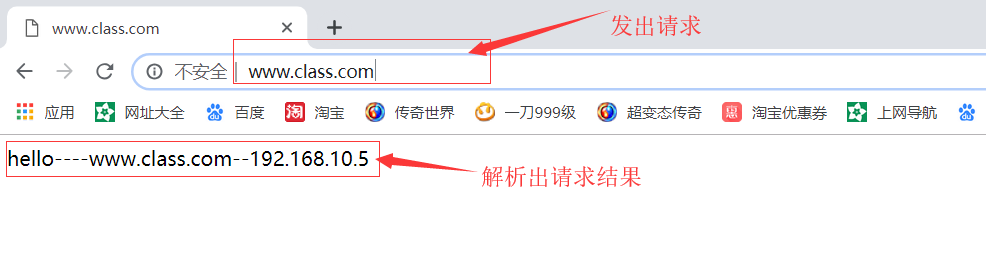 www.class.com
发出请求
不安全 | www.class.com
应用 网址大全 百度 淘宝 传奇世界 一刀999级 超变态传奇 淘宝优惠券 上网导航
hello----www.class.com--192.168.10.5
解析出请求结果